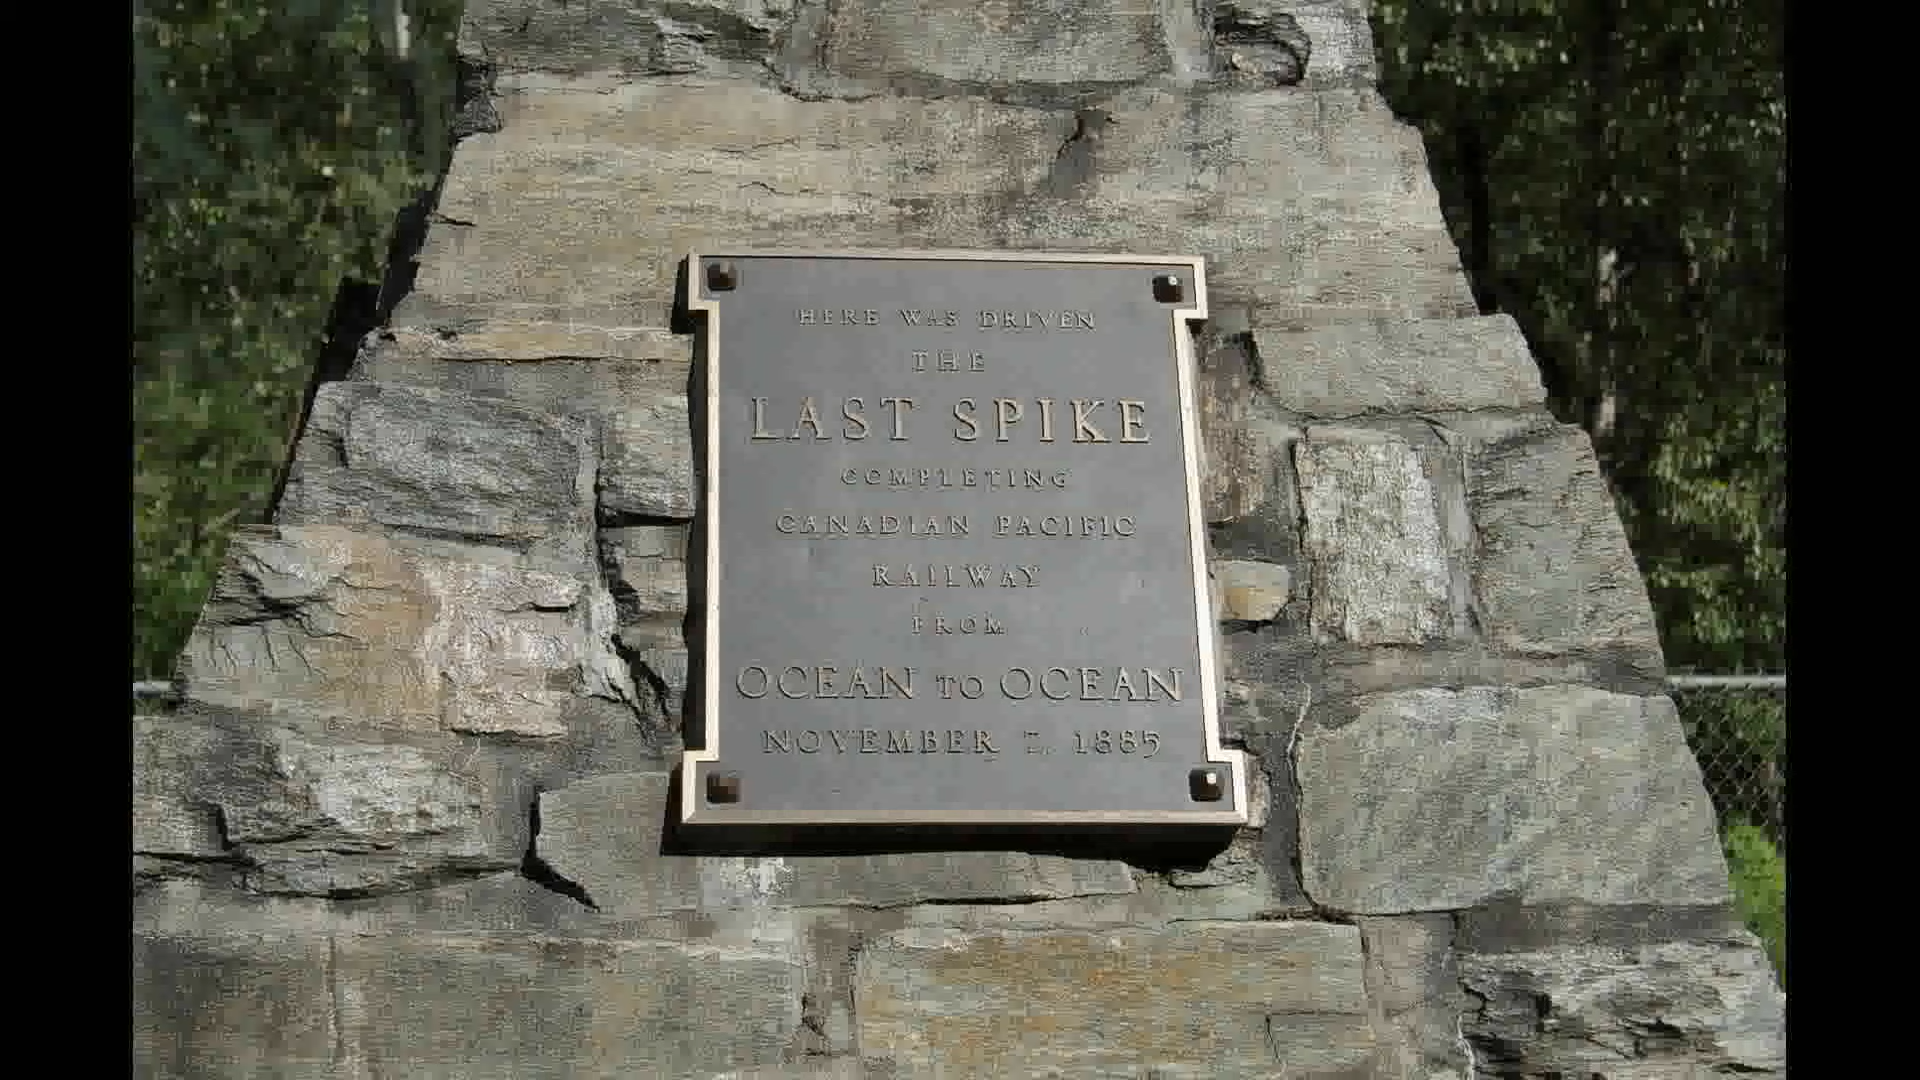 HERE WAS DRIVEN
THE
LAST SPIKE
COMPLETING
CANADIAN PACIFIC
RAILWAY
FROM
OCEAN TO OCEAN
NOVEMBER 7. 1885